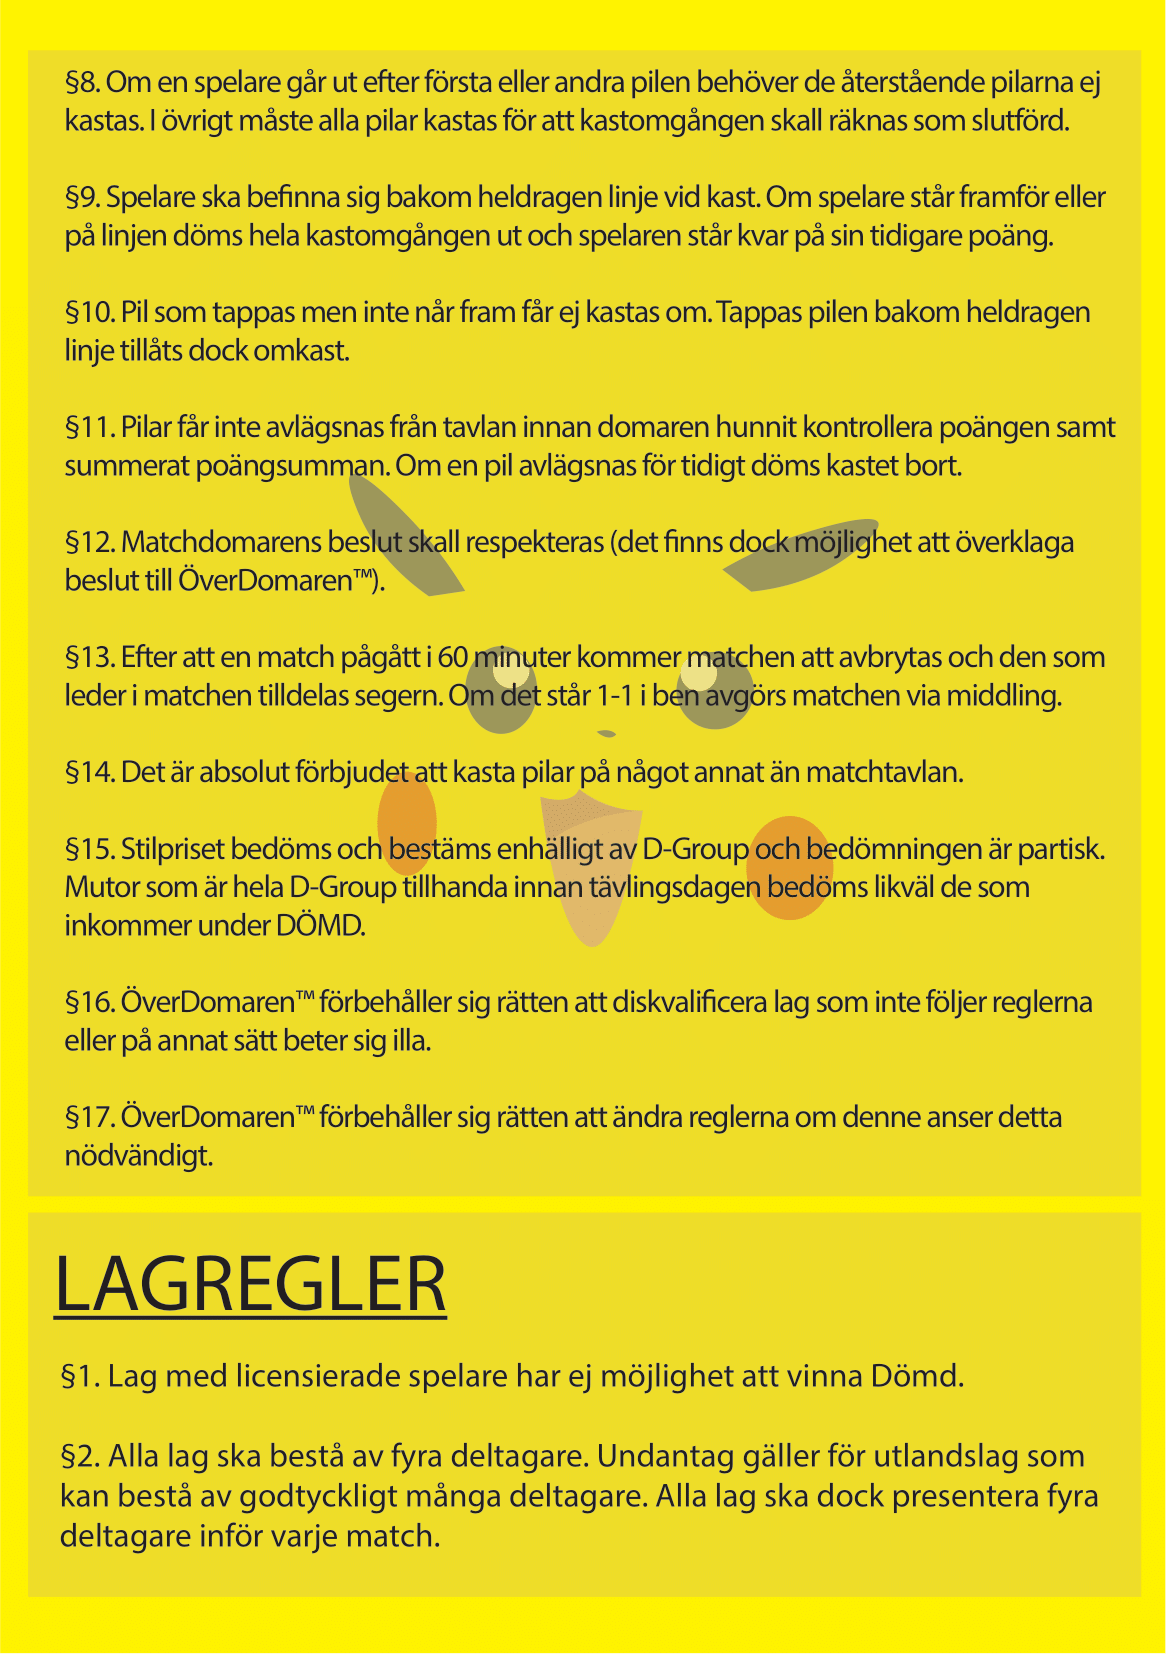 §8. Om en spelare går ut efter första eller andra pilen behöver de återstående pilarna ej
kastas. I övrigt måste alla pilar kastas för att kastomgången skall räknas som slutförd.
§9. Spelare ska befinna sig bakom heldragen linje vid kast. Om spelare står framför eller
på linjen döms hela kastomgången ut och spelaren står kvar på sin tidigare poäng.
§10. Pil som tappas men inte når fram får ej kastas om. Tappas pilen bakom heldragen
linje tillåts dock omkast.
§11. Pilar får inte avlägsnas från tavlan innan domaren hunnit kontrollera poängen samt
summerat poängsumman. Om en pil avlägsnas för tidigt döms kastet bort.
§12. Matchdomarens beslut skall respekteras (det finns dock möjlighet att överklaga
beslut till ÖverDomaren™).
§13. Efter att en match pågått i 60 minuter kommer matchen att avbrytas och den som
leder i matchen tilldelas segern. Om det står 1-1 i ben avgörs matchen via middling.
§14. Det är absolut förbjudet att kasta pilar på något annat än matchtavlan.
§15. Stilpriset bedöms och bestäms enhälligt av D-Group och bedömningen är partisk.
Mutor som är hela D-Group tillhanda innan tävlingsdagen bedöms likväl de som
inkommer under DÖMD.
§16. ÖverDomaren™ förbehåller sig rätten att diskvalificera lag som inte följer reglerna
eller på annat sätt beter sig illa.
§17. ÖverDomaren™ förbehåller sig rätten att ändra reglerna om denne anser detta
nödvändigt.
LAGREGLER
§1. Lag med licensierade spelare har ej möjlighet att vinna Dömd.
§2. Alla lag ska bestå av fyra deltagare. Undantag gäller för utlandslag som
kan bestå av godtyckligt många deltagare. Alla lag ska dock presentera fyra
deltagare inför varje match.